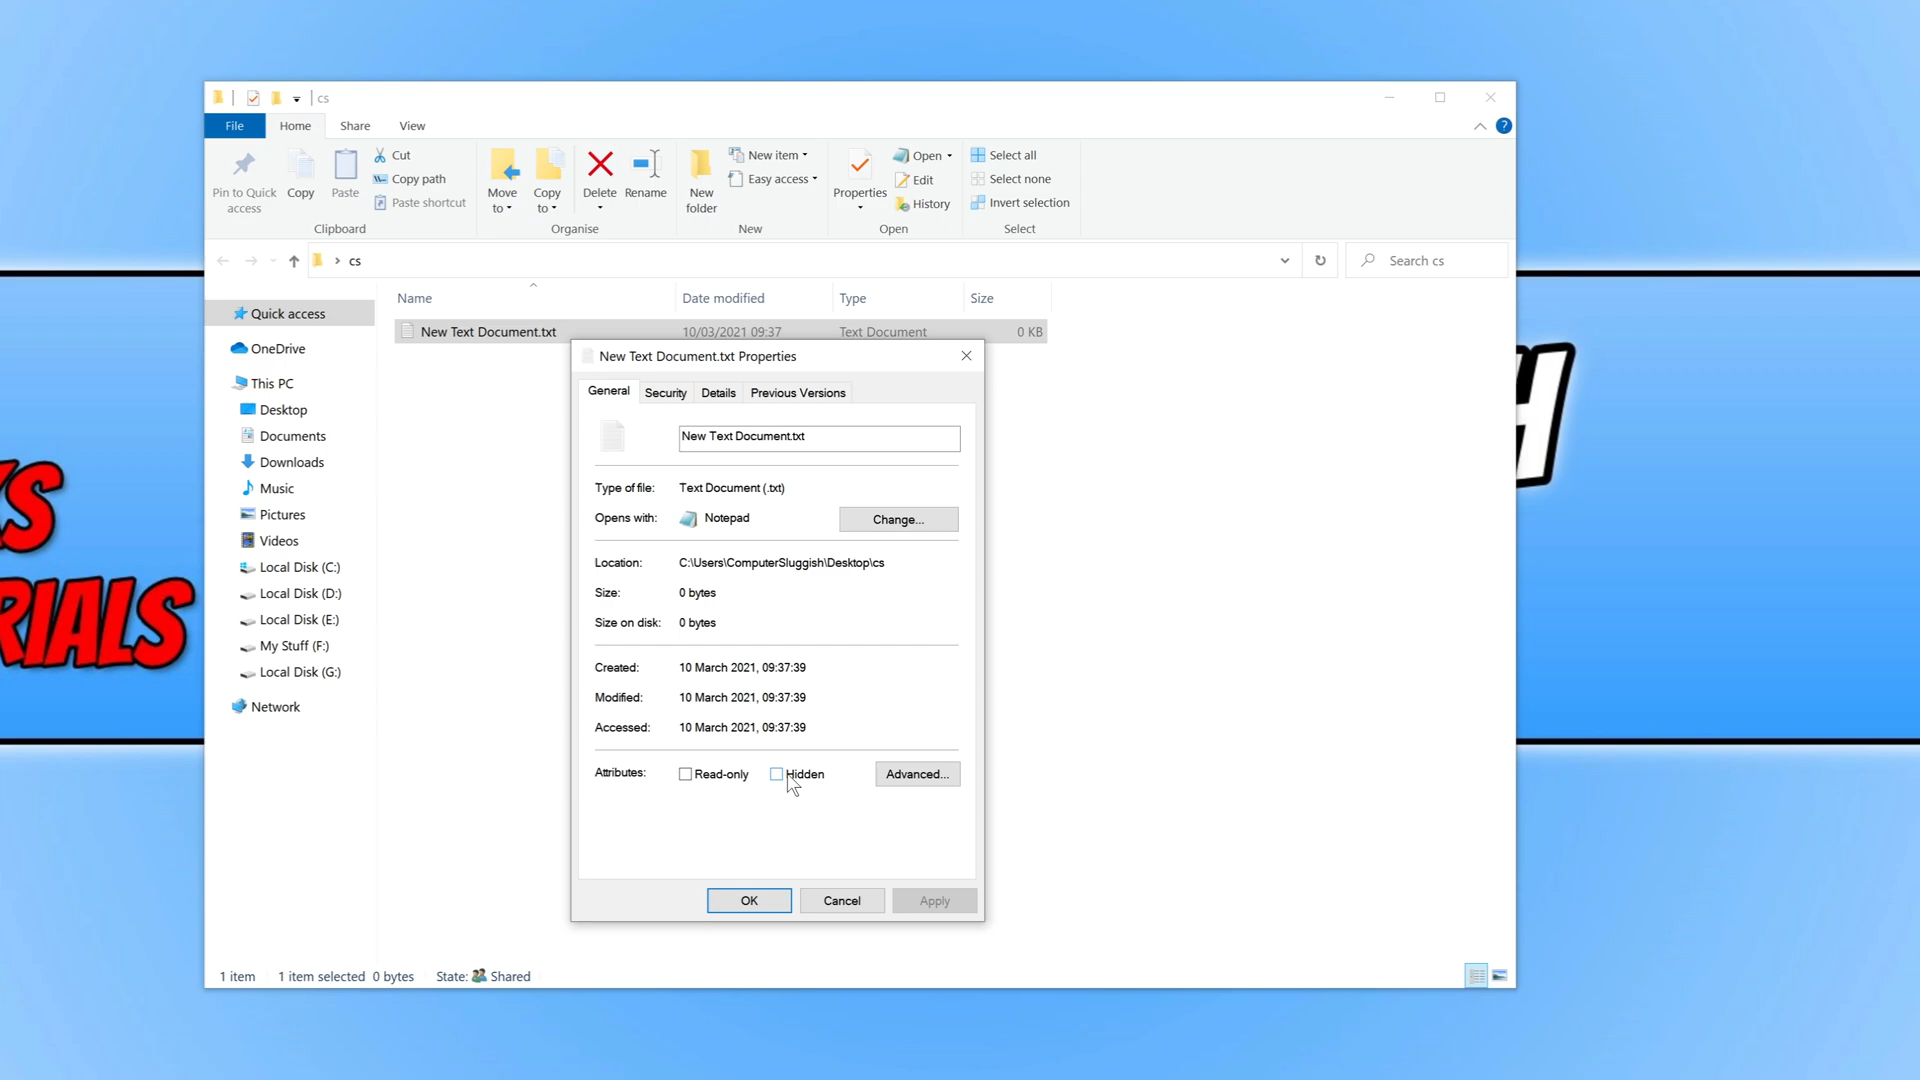 cs
File Home Share View
Pin to Quick access
Copy
Paste
Cut
Copy path
Paste shortcut
Clipboard
Move to
Copy to
Delete
Rename
Organise
New folder
New item
Easy access
New
Properties
Open
Edit
History
Open
Select all
Select none
Invert selection
Select
cs
Search cs
Name Date modified Type Size
New Text Document.txt 10/03/2021 09:37 Text Document 0 KB
Quick access
OneDrive
This PC
Desktop
Documents
Downloads
Music
Pictures
Videos
Local Disk (C:)
Local Disk (D:)
Local Disk (E:)
My Stuff (F:)
Local Disk (G:)
Network
New Text Document.txt Properties
General Security Details Previous Versions
New Text Document.txt
Type of file: Text Document (.txt)
Opens with: Notepad Change...
Location: C:\Users\ComputerSluggish\Desktop\cs
Size: 0 bytes
Size on disk: 0 bytes
Created: 10 March 2021, 09:37:39
Modified: 10 March 2021, 09:37:39
Accessed: 10 March 2021, 09:37:39
Attributes: Read-only Hidden Advanced...
OK Cancel Apply
1 item 1 item selected 0 bytes State: Shared